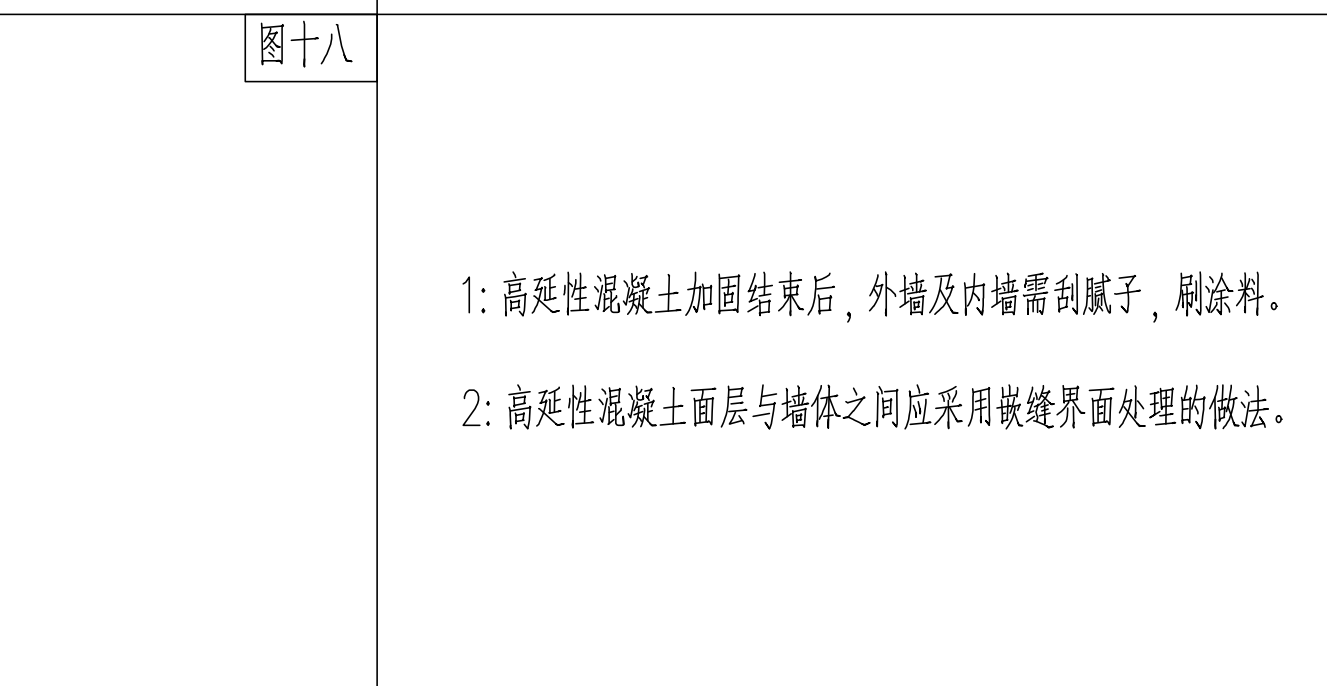 图十八
1: 高延性混凝土加固结束后, 外墙及内墙需刮腻子, 刷涂料。
2: 高延性混凝土面层与墙体之间应采用嵌缝界面处理的做法。